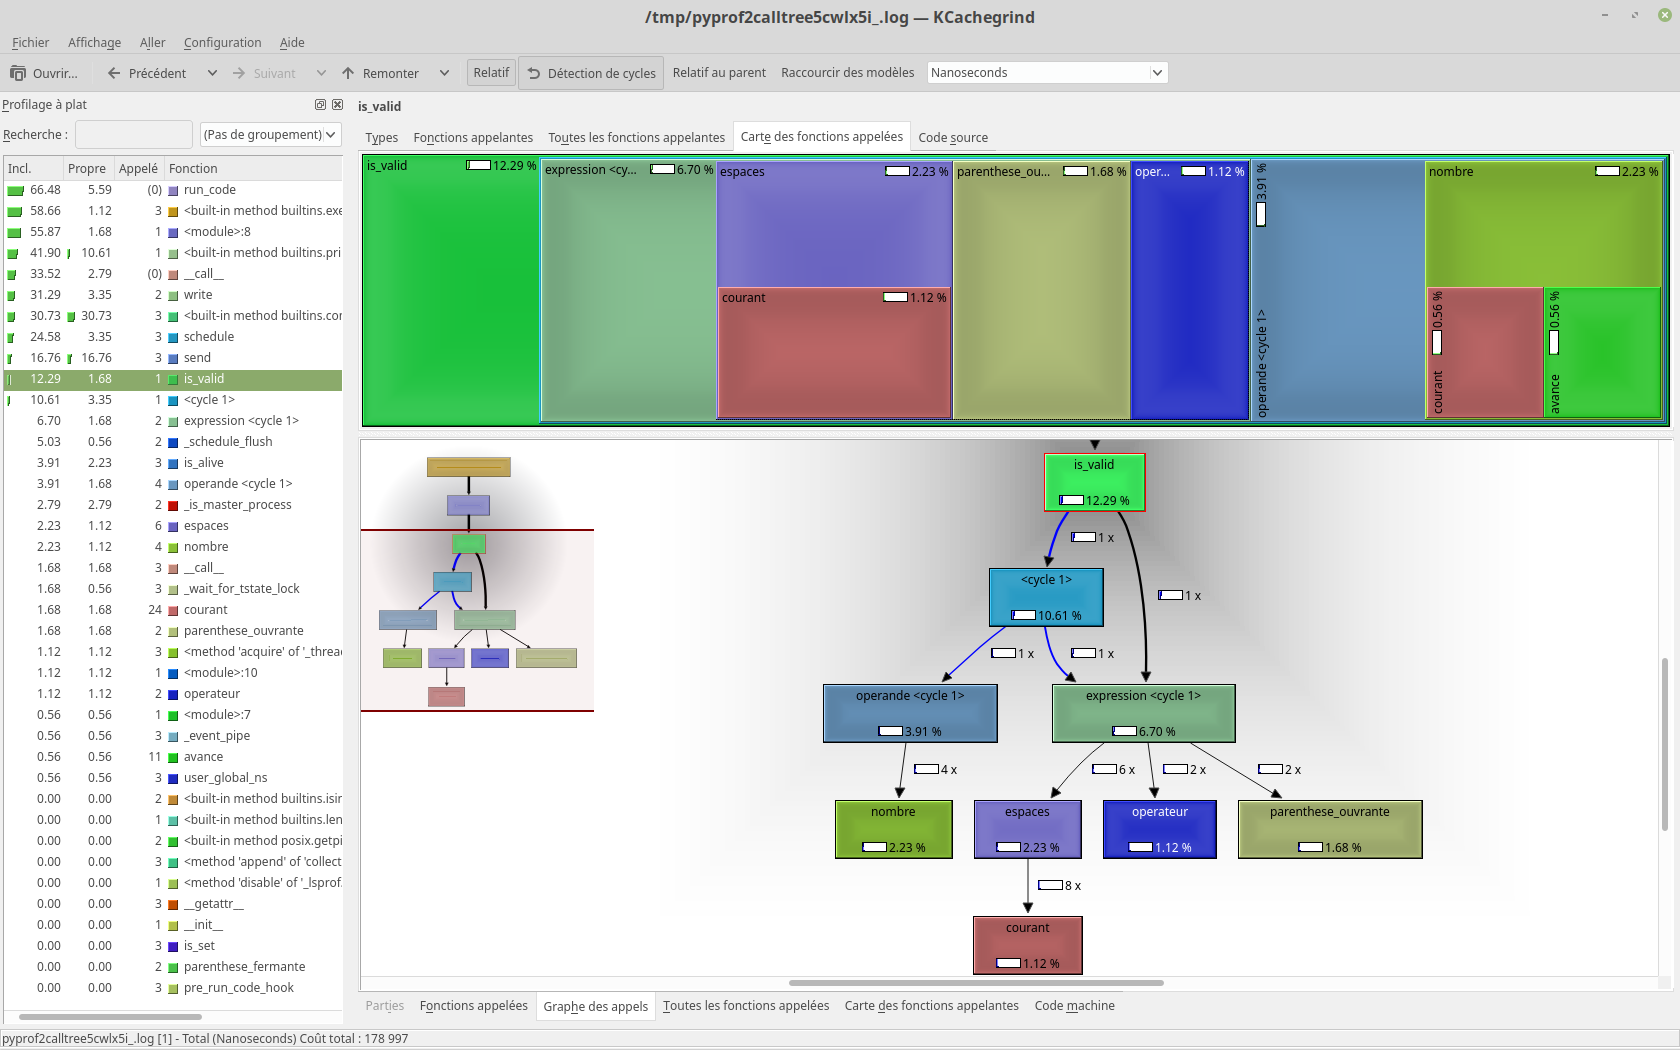 /tmp/pyprof2calltree5cwlx5i_.log — KCachegrind
Fichier Affichage Aller Configuration Aide
Ouvrir... Précédent Suivant Remonter Relatif Détection de cycles Relatif au parent Raccourcir des modèles Nanoseconds
Profilage à plat
Recherche : (Pas de groupement)
Incl. Propre Appelé Fonction
66.48 5.59 (0) run_code
58.66 1.12 3 <built-in method builtins.exe
55.87 1.68 1 <module>:8
41.90 10.61 1 <built-in method builtins.pri
33.52 2.79 (0) __call__
31.29 3.35 2 write
30.73 30.73 3 <built-in method builtins.cor
24.58 3.35 3 schedule
16.76 16.76 3 send
12.29 1.68 1 is_valid
10.61 3.35 1 <cycle 1>
6.70 1.68 2 expression <cycle 1>
5.03 0.56 2 _schedule_flush
3.91 2.23 3 is_alive
3.91 1.68 4 operande <cycle 1>
2.79 2.79 2 _is_master_process
2.23 1.12 6 espaces
2.23 1.12 4 nombre
1.68 1.68 3 __call__
1.68 0.56 3 _wait_for_tstate_lock
1.68 1.68 24 courant
1.68 1.68 2 parenthese_ouvrante
1.12 1.12 3 <method 'acquire' of '_threa
1.12 1.12 1 <module>:10
1.12 1.12 2 operateur
0.56 0.56 1 <module>:7
0.56 0.56 3 _event_pipe
0.56 0.56 11 avance
0.56 0.56 3 user_global_ns
0.00 0.00 2 <built-in method builtins.isir
0.00 0.00 1 <built-in method builtins.len
0.00 0.00 2 <built-in method posix.getpi
0.00 0.00 3 <method 'append' of 'collect
0.00 0.00 1 <method 'disable' of '_lsprof.
0.00 0.00 3 __getattr__
0.00 0.00 1 __init__
0.00 0.00 3 is_set
0.00 0.00 2 parenthese_fermante
0.00 0.00 3 pre_run_code_hook
is_valid
Types Fonctions appelantes Toutes les fonctions appelantes Carte des fonctions appelées Code source
is_valid 12.29 %
expression <cy... 6.70 %
espaces 2.23 %
courant 1.12 %
parenthese_ou... 1.68 %
oper... 1.12 %
operande <cycle 1> 3.91 %
nombre 2.23 %
courant 0.56 %
avance 0.56 %
is_valid
12.29 %
1 x
1 x
<cycle 1>
10.61 %
1 x
1 x
operande <cycle 1>
3.91 %
expression <cycle 1>
6.70 %
4 x
6 x
2 x
2 x
nombre
2.23 %
espaces
2.23 %
operateur
1.12 %
parenthese_ouvrante
1.68 %
8 x
courant
1.12 %
Parties Fonctions appelées Graphe des appels Toutes les fonctions appelées Carte des fonctions appelantes Code machine
pyprof2calltree5cwlx5i_.log [1] - Total (Nanoseconds) Coût total : 178 997